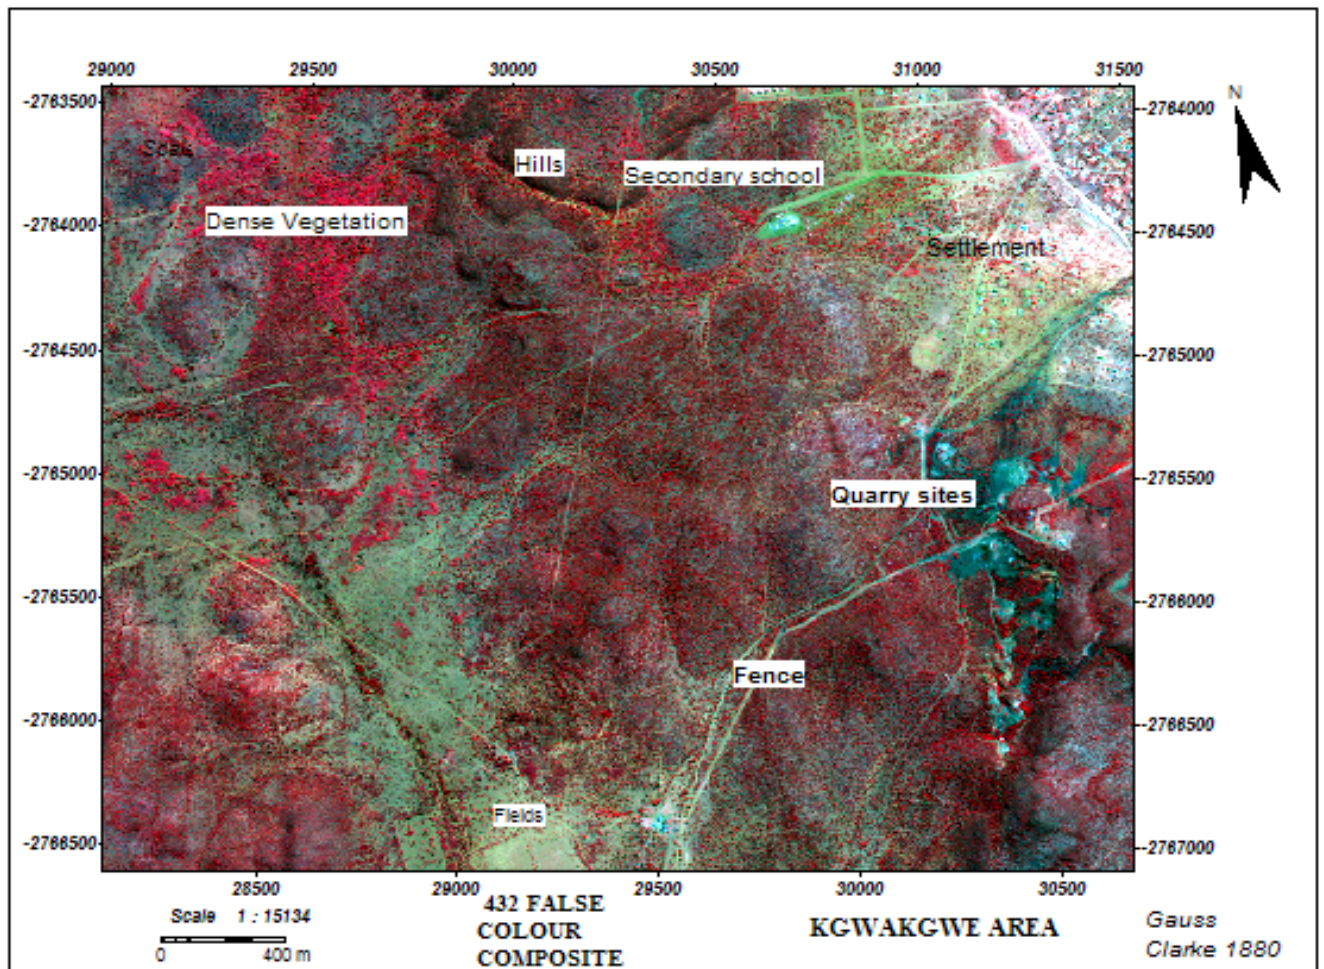 29000 29500 30000 30500 31000 31500
-2763500
-2764000
N
Scale
Hills
Secondary school
Dense Vegetation
-2764000
-2764500
Settlement
-2764500
-2765000
-2765000
-2765500
Quarry sites
-2765500
-2766000
Fence
-2766000
-2766500
Fields
-2766500
-2767000
28500 29000 29500 30000 30500
Scale 1 : 15134
0 400 m
432 FALSE
COLOUR
COMPOSITE
KGWAKGWE AREA
Gauss
Clarke 1880